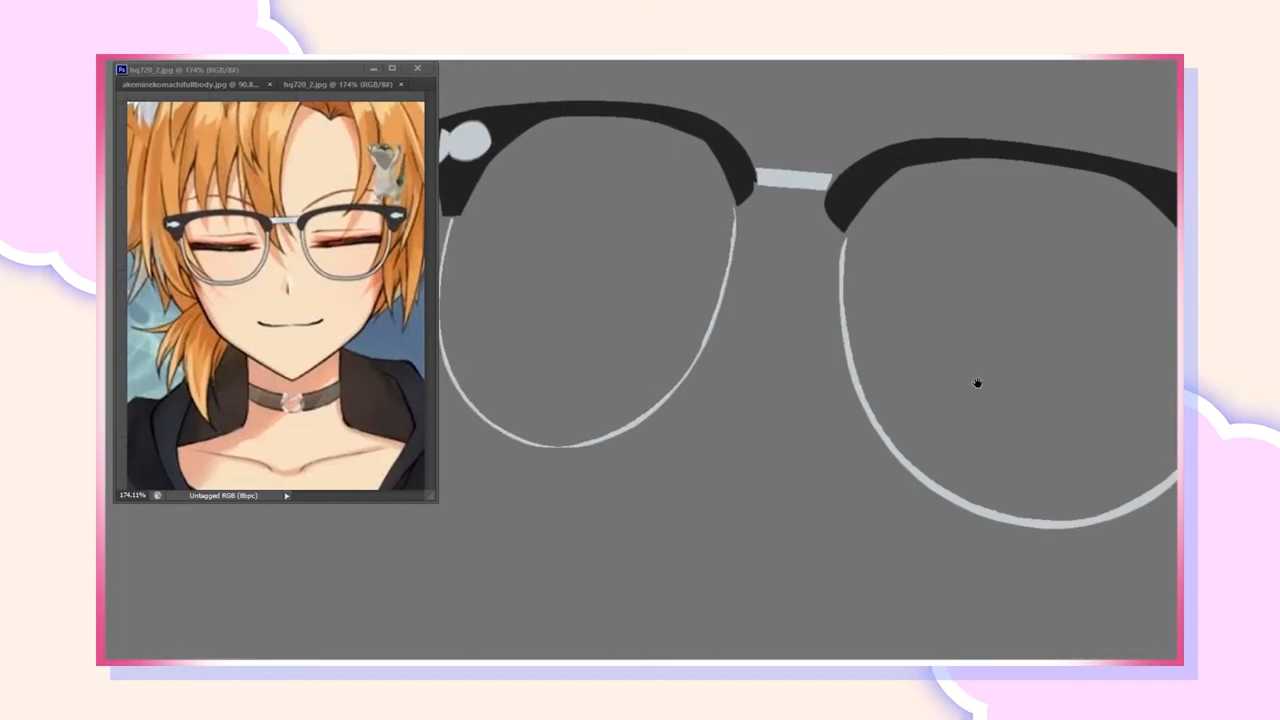 Ps hq720_2.jpg @ 174% (RGB/8#)
akeminekomachifullbody.jpg @ 90.8... × hq720_2.jpg @ 174% (RGB/8#) ×
174.11% Untagged RGB (8bpc)